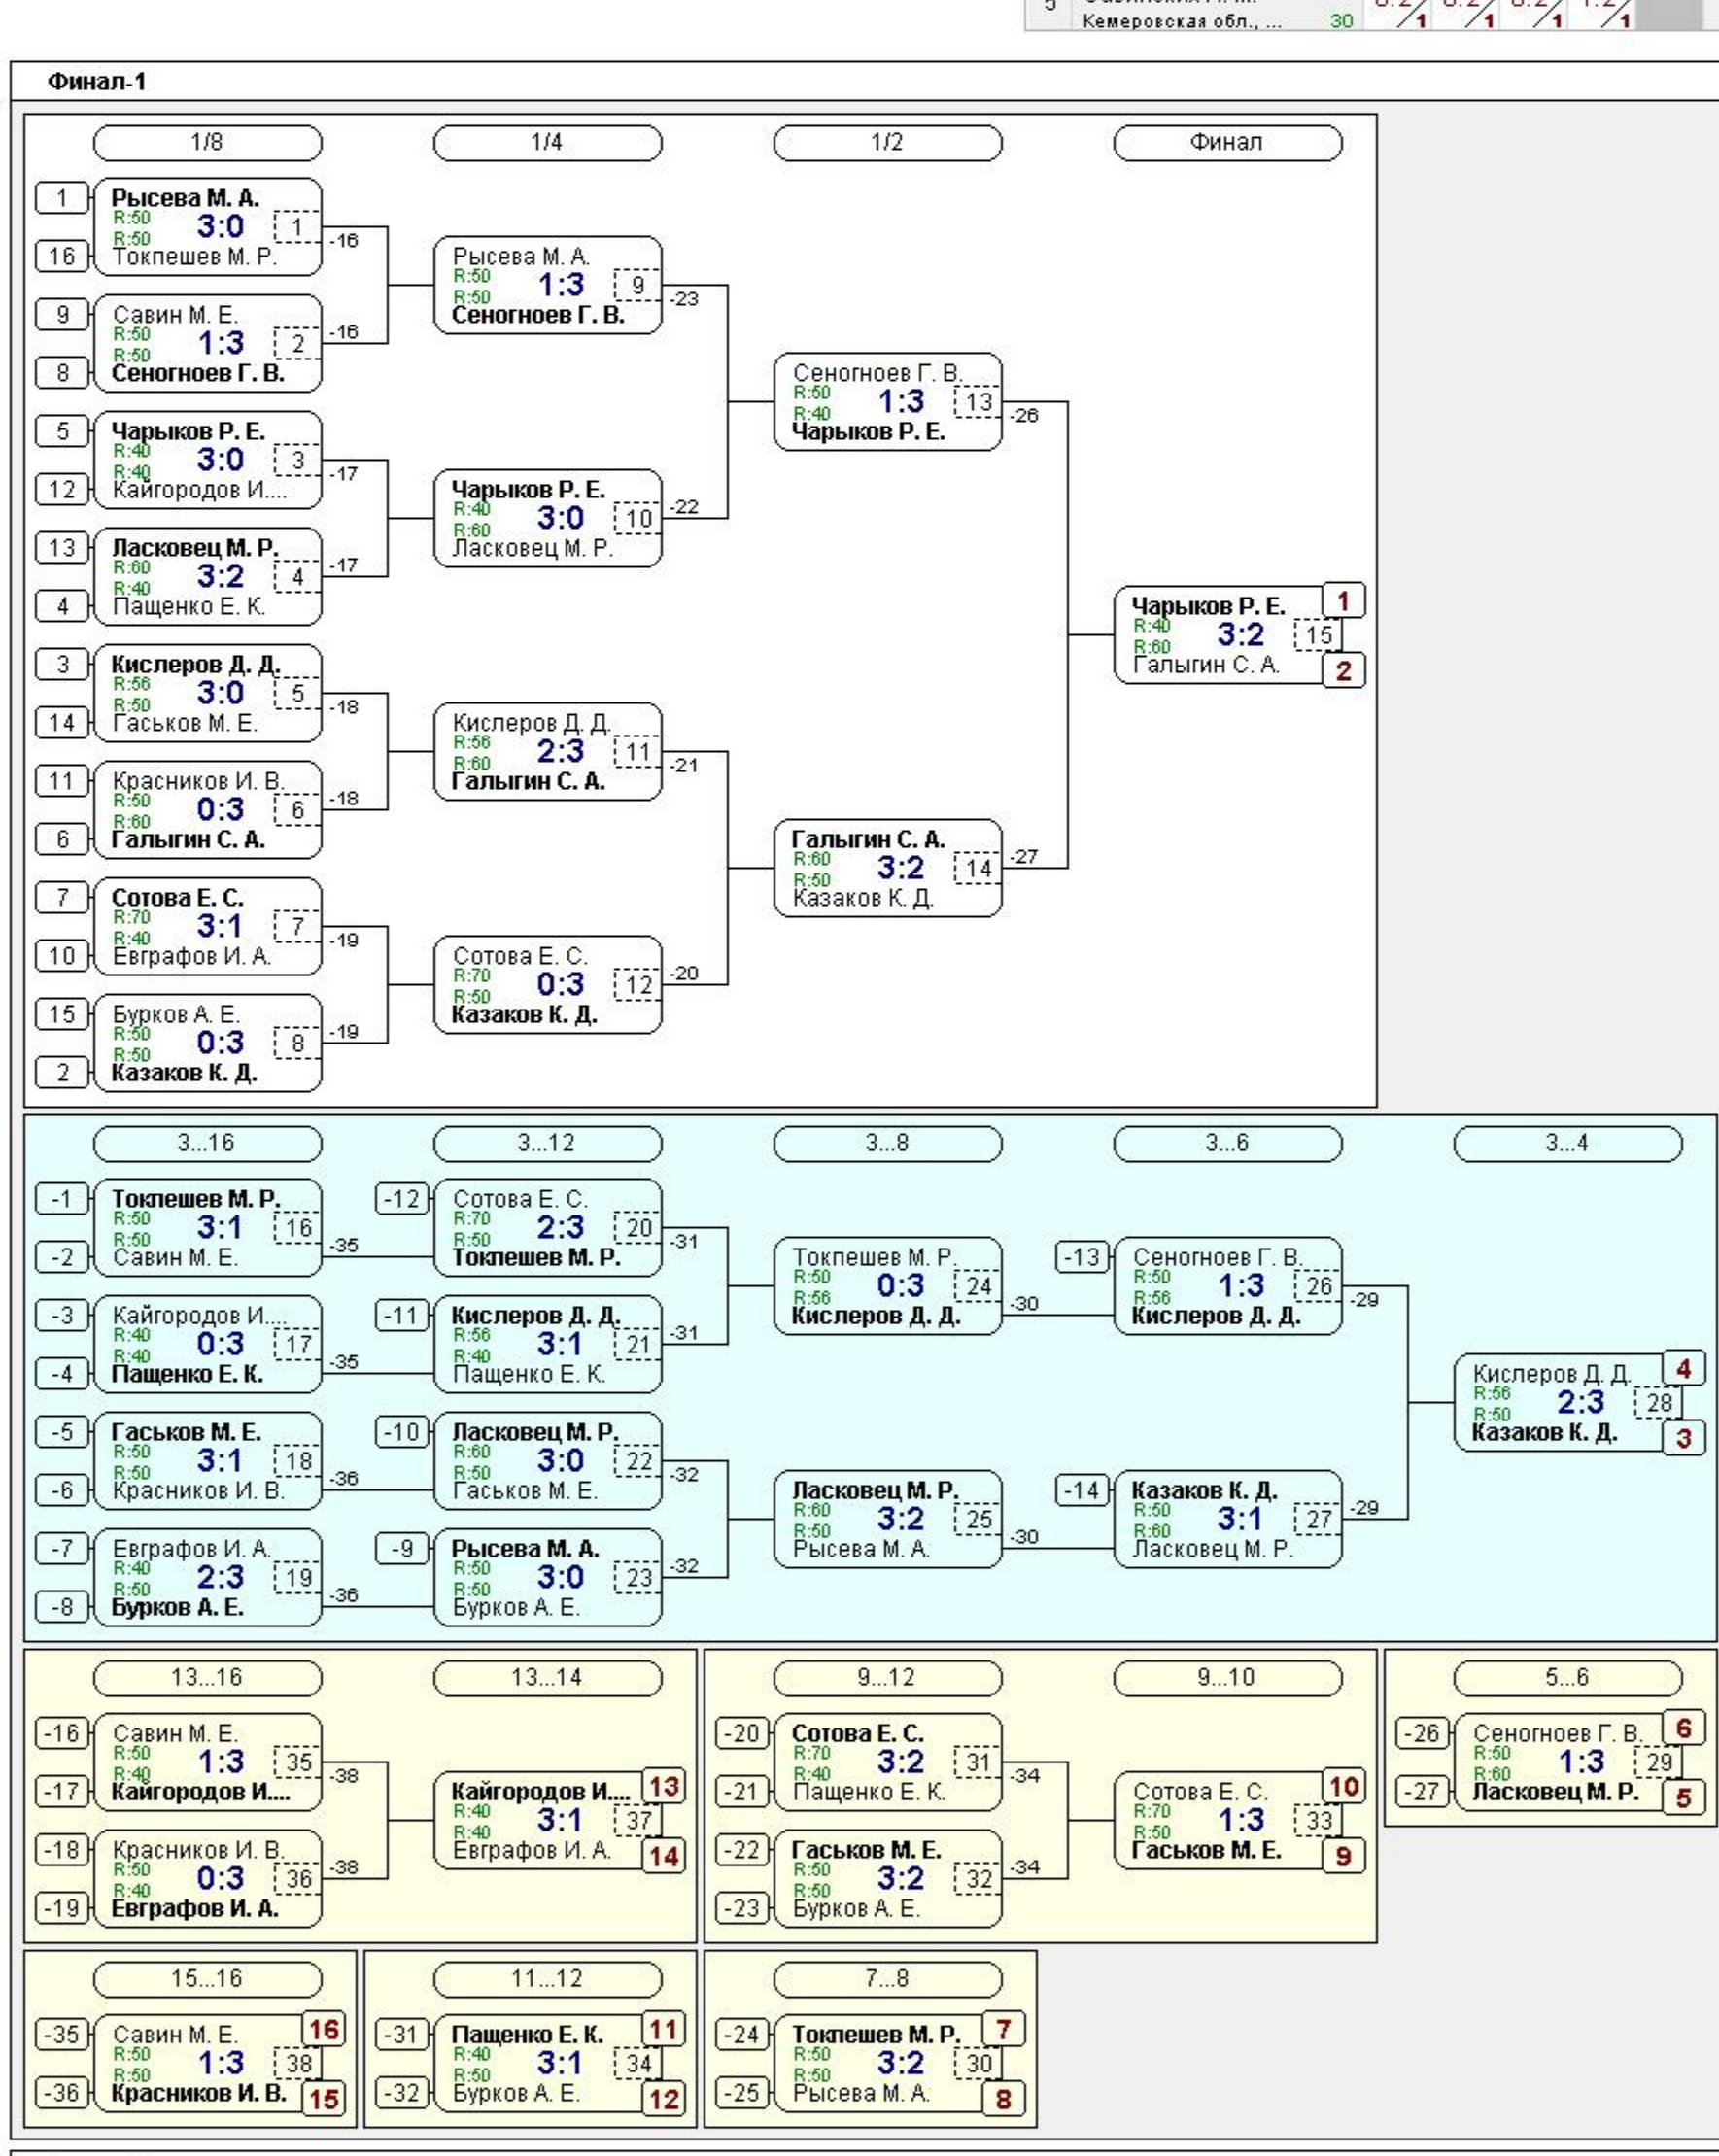 5
Кемеровская обл., ... 30 1 1 1 1
Финал-1
1/8 1/4 1/2 Финал
1 Рысева М. А.
R:50 3:0 1
R:50
16 Токпешев М. Р.
-16
9 Савин М. Е.
R:50 1:3 2
R:50
8 Сеногноев Г. В.
-16
5 Чарыков Р. Е.
R:40 3:0 3
R:40
12 Кайгородов И....
-17
13 Ласковец М. Р.
R:60 3:2 4
R:40
4 Пащенко Е. К.
-17
3 Кислеров Д. Д.
R:56 3:0 5
R:50
14 Гаськов М. Е.
-18
11 Красников И. В.
R:50 0:3 6
R:60
6 Галыгин С. А.
-18
7 Сотова Е. С.
R:70 3:1 7
R:40
10 Евграфов И. А.
-19
15 Бурков А. Е.
R:50 0:3 8
R:50
2 Казаков К. Д.
-19
Рысева М. А.
R:50 1:3 9
R:50
Сеногноев Г. В.
-23
Чарыков Р. Е.
R:40 3:0 10
R:60
Ласковец М. Р.
-22
Кислеров Д. Д.
R:56 2:3 11
R:60
Галыгин С. А.
-21
Сотова Е. С.
R:70 0:3 12
R:50
Казаков К. Д.
-20
Сеногноев Г. В.
R:50 1:3 13
R:40
Чарыков Р. Е.
-26
Галыгин С. А.
R:60 3:2 14
R:50
Казаков К. Д.
-27
Чарыков Р. Е. 1
R:40 3:2 15
R:60
Галыгин С. А. 2
3...16 3...12 3...8 3...6 3...4
-1 Токпешев М. Р.
R:50 3:1 16
R:50
-2 Савин М. Е.
-35
-3 Кайгородов И....
R:40 0:3 17
R:40
-4 Пащенко Е. К.
-35
-5 Гаськов М. Е.
R:50 3:1 18
R:50
-6 Красников И. В.
-36
-7 Евграфов И. А.
R:40 2:3 19
R:50
-8 Бурков А. Е.
-36
-12 Сотова Е. С.
R:70 2:3 20
R:50
Токпешев М. Р.
-31
-11 Кислеров Д. Д.
R:56 3:1 21
R:40
Пащенко Е. К.
-31
-10 Ласковец М. Р.
R:60 3:0 22
R:50
Гаськов М. Е.
-32
-9 Рысева М. А.
R:50 3:0 23
R:50
Бурков А. Е.
-32
Токпешев М. Р.
R:50 0:3 24
R:56
Кислеров Д. Д.
-30
Ласковец М. Р.
R:60 3:2 25
R:50
Рысева М. А.
-30
-13 Сеногноев Г. В.
R:50 1:3 26
R:56
Кислеров Д. Д.
-29
-14 Казаков К. Д.
R:50 3:1 27
R:60
Ласковец М. Р.
-29
Кислеров Д. Д. 4
R:56 2:3 28
R:50
Казаков К. Д. 3
13...16 13...14
-16 Савин М. Е.
R:50 1:3 35
R:40
-17 Кайгородов И....
-38
-18 Красников И. В.
R:50 0:3 36
R:40
-19 Евграфов И. А.
-38
Кайгородов И.... 13
R:40 3:1 37
R:40
Евграфов И. А. 14
9...12 9...10
-20 Сотова Е. С.
R:70 3:2 31
R:40
-21 Пащенко Е. К.
-34
-22 Гаськов М. Е.
R:50 3:2 32
R:50
-23 Бурков А. Е.
-34
Сотова Е. С. 10
R:70 1:3 33
R:50
Гаськов М. Е. 9
5...6
-26 Сеногноев Г. В. 6
R:50 1:3 29
R:60
-27 Ласковец М. Р. 5
15...16
-35 Савин М. Е. 16
R:50 1:3 38
R:50
-36 Красников И. В. 15
11...12
-31 Пащенко Е. К. 11
R:40 3:1 34
R:50
-32 Бурков А. Е. 12
7...8
-24 Токпешев М. Р. 7
R:50 3:2 30
R:50
-25 Рысева М. А. 8